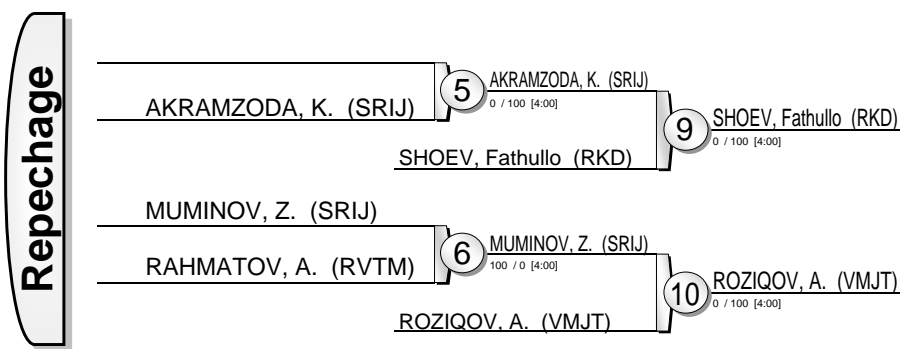 Repechage
AKRAMZODA, K. (SRIJ)
5
AKRAMZODA, K. (SRIJ)
0 / 100 [4:00]
SHOEV, Fathullo (RKD)
9
SHOEV, Fathullo (RKD)
0 / 100 [4:00]
MUMINOV, Z. (SRIJ)
RAHMATOV, A. (RVTM)
6
MUMINOV, Z. (SRIJ)
100 / 0 [4:00]
ROZIQOV, A. (VMJT)
10
ROZIQOV, A. (VMJT)
0 / 100 [4:00]